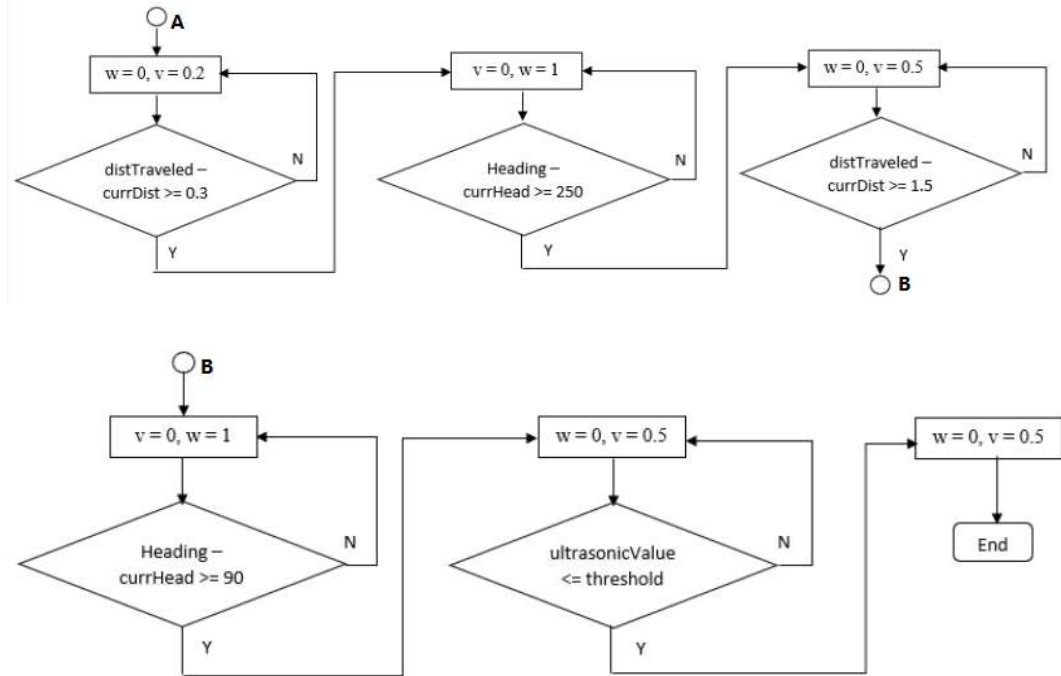 A
w = 0, v = 0.2
distTraveled –
currDist >= 0.3
N
Y
v = 0, w = 1
Heading –
currHead >= 250
N
Y
w = 0, v = 0.5
distTraveled –
currDist >= 1.5
N
Y
B
B
v = 0, w = 1
Heading –
currHead >= 90
N
Y
w = 0, v = 0.5
ultrasonicValue
<= threshold
N
Y
w = 0, v = 0.5
End